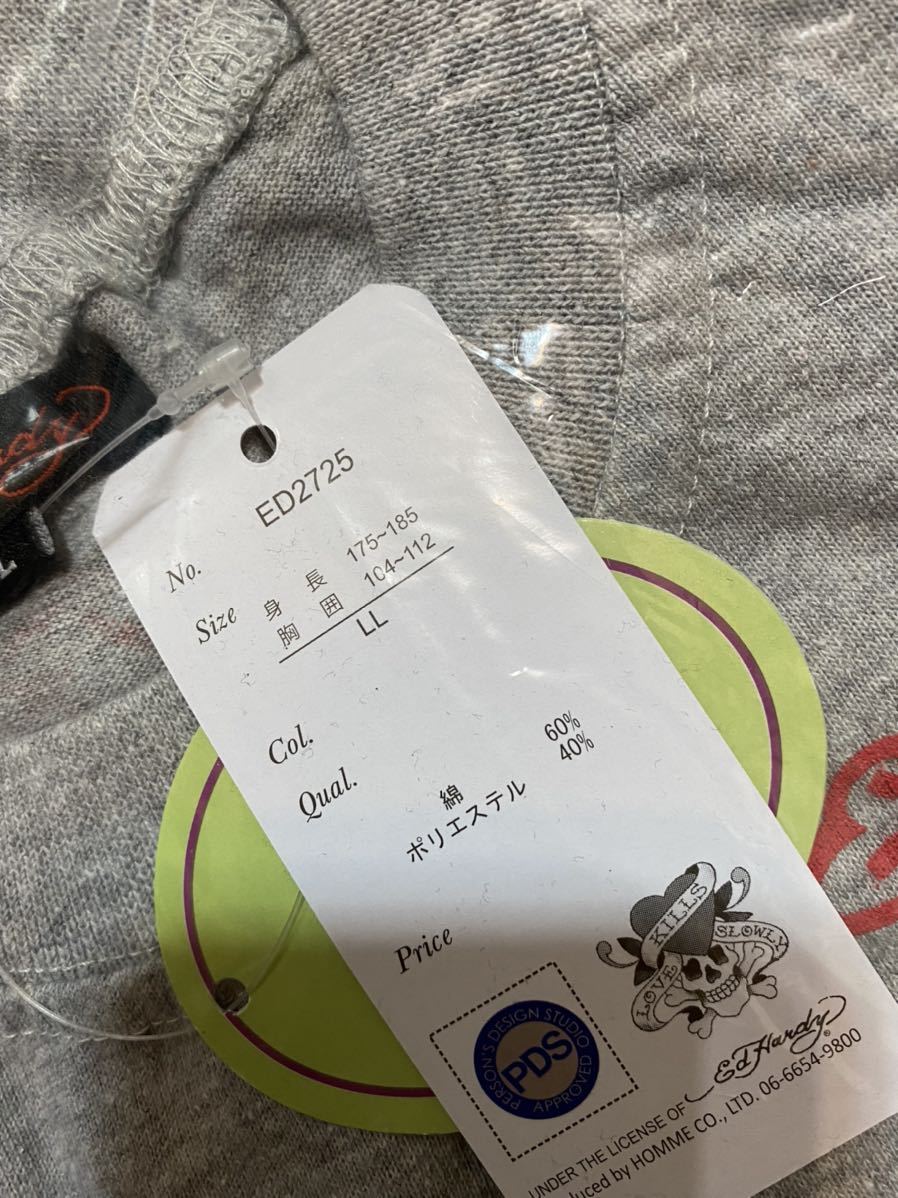 No. ED2725
Size 身長 175~185
胸囲 104~112
LL
Col.
Qual.
綿 60%
ポリエステル 40%
Price
LOVE KILLS SLOWLY
Ed Hardy
PERSON'S DESIGN STUDIO
PDS
APPROVED
UNDER THE LICENSE OF
HOMME CO., LTD. 06-6654-9800